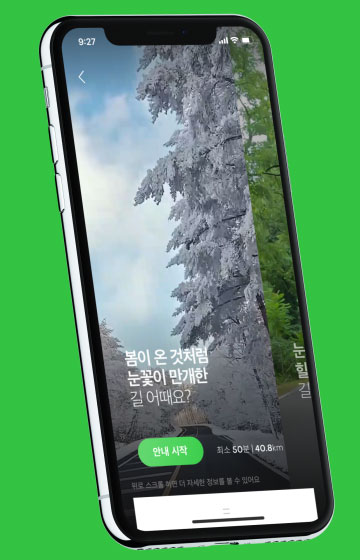 9:27
봄이 온 것처럼
눈꽃이 만개한
길 어때요?
눈
힐
길
안내 시작
최소 50분 | 40.8km
위로 스크롤 하면 더 자세한 정보를 볼 수 있어요